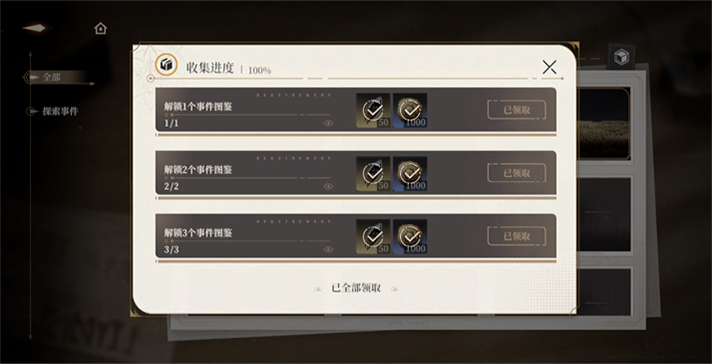 收集进度 | 100%
全部
探索事件
REQUIREMENT
解锁1个事件图鉴
1/1
50
1000
已领取
REQUIREMENT
解锁2个事件图鉴
2/2
50
1000
已领取
REQUIREMENT
解锁3个事件图鉴
3/3
50
1000
已领取
已全部领取